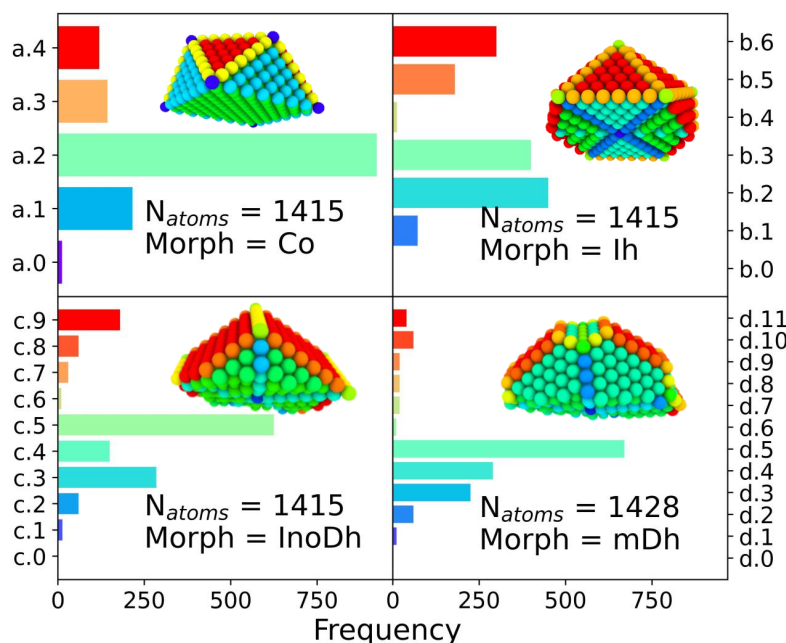 a.4
a.3
a.2
a.1
a.0
N_atoms = 1415
Morph = Co
b.6
b.5
b.4
b.3
b.2
b.1
b.0
N_atoms = 1415
Morph = Ih
c.9
c.8
c.7
c.6
c.5
c.4
c.3
c.2
c.1
c.0
N_atoms = 1415
Morph = InoDh
d.11
d.10
d.9
d.8
d.7
d.6
d.5
d.4
d.3
d.2
d.1
d.0
N_atoms = 1428
Morph = mDh
0 250 500 750 0 250 500 750
Frequency